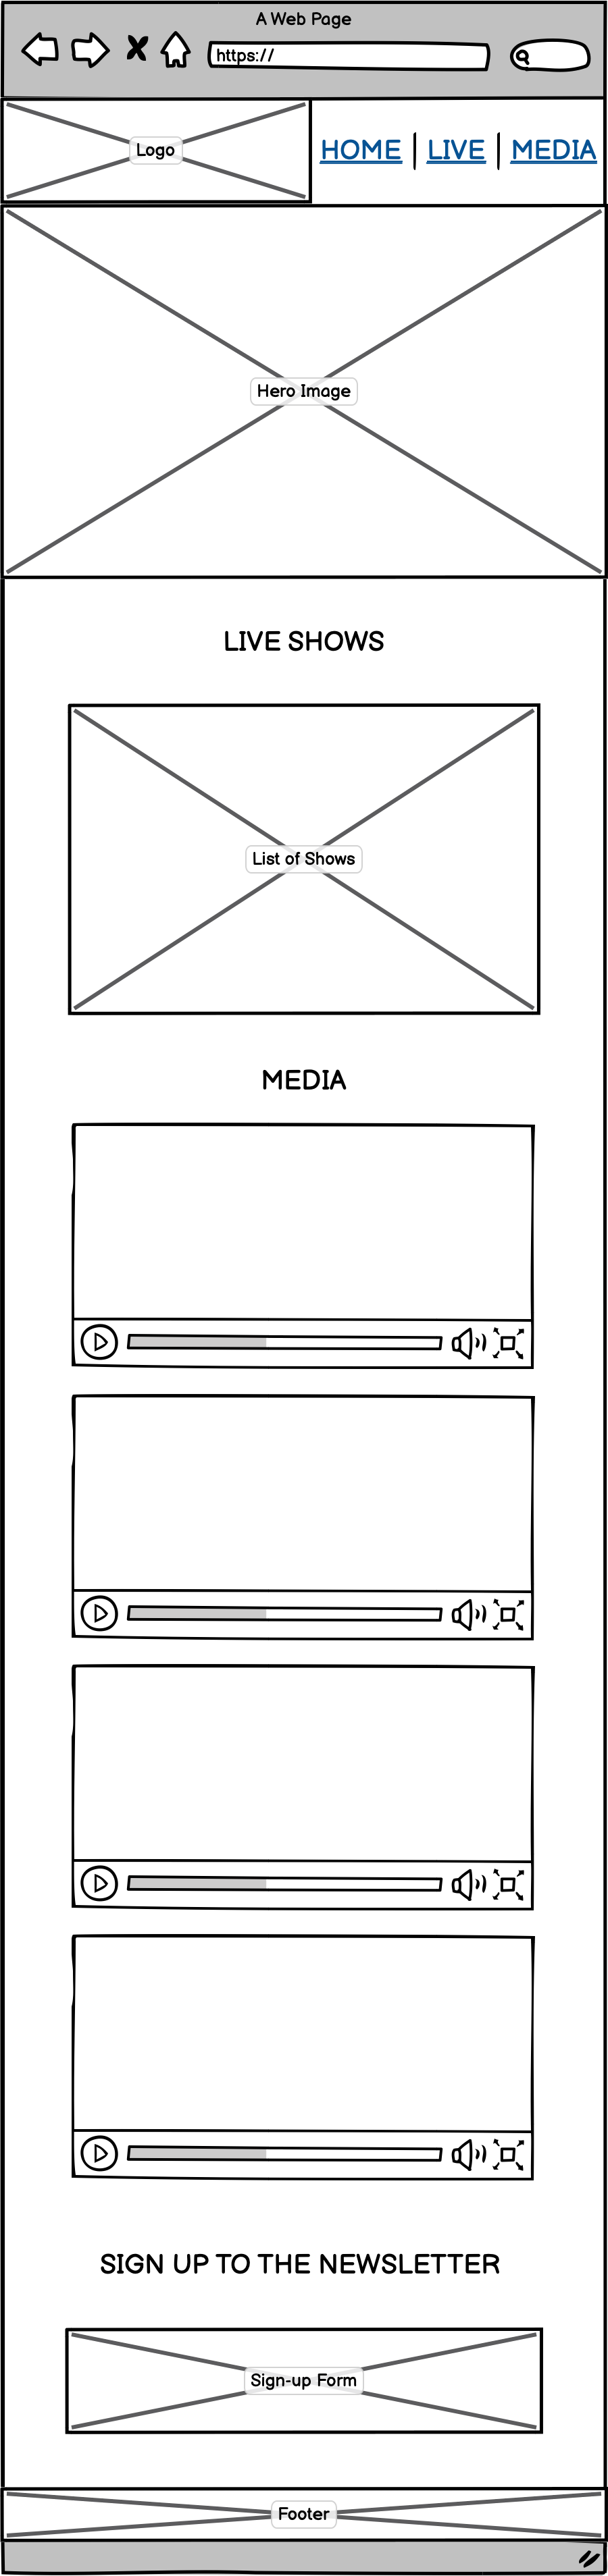 A Web Page
https://
Logo
HOME | LIVE | MEDIA
Hero Image
LIVE SHOWS
List of Shows
MEDIA
SIGN UP TO THE NEWSLETTER
Sign-up Form
Footer